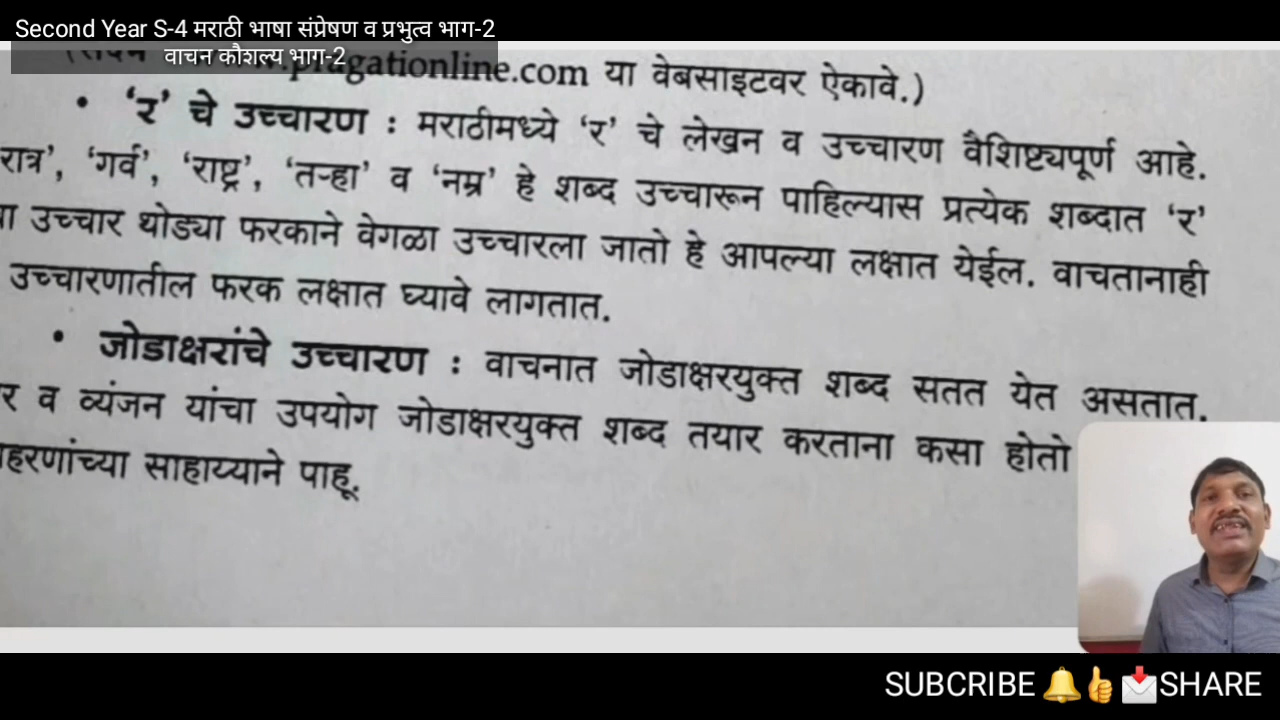 Second Year S-4 मराठी भाषा संप्रेषण व प्रभुत्व भाग-2
वाचन कौशल्य भाग-2
pragationline.com या वेबसाइटवर ऐकावे.)
• ‘र’ चे उच्चारण : मराठीमध्ये ‘र’ चे लेखन व उच्चारण वैशिष्ट्यपूर्ण आहे.
रात्र’, ‘गर्व’, ‘राष्ट्र’, ‘तऱ्हा’ व ‘नम्र’ हे शब्द उच्चारून पाहिल्यास प्रत्येक शब्दात ‘र’
उच्चार थोड्या फरकाने वेगळा उच्चारला जातो हे आपल्या लक्षात येईल. वाचतानाही
उच्चारणातील फरक लक्षात घ्यावे लागतात.
• जोडाक्षरांचे उच्चारण : वाचनात जोडाक्षरयुक्त शब्द सतत येत असतात.
र व व्यंजन यांचा उपयोग जोडाक्षरयुक्त शब्द तयार करताना कसा होतो
हरणांच्या साहाय्याने पाहू.
SUBSCRIBE 🔔👍 📩SHARE